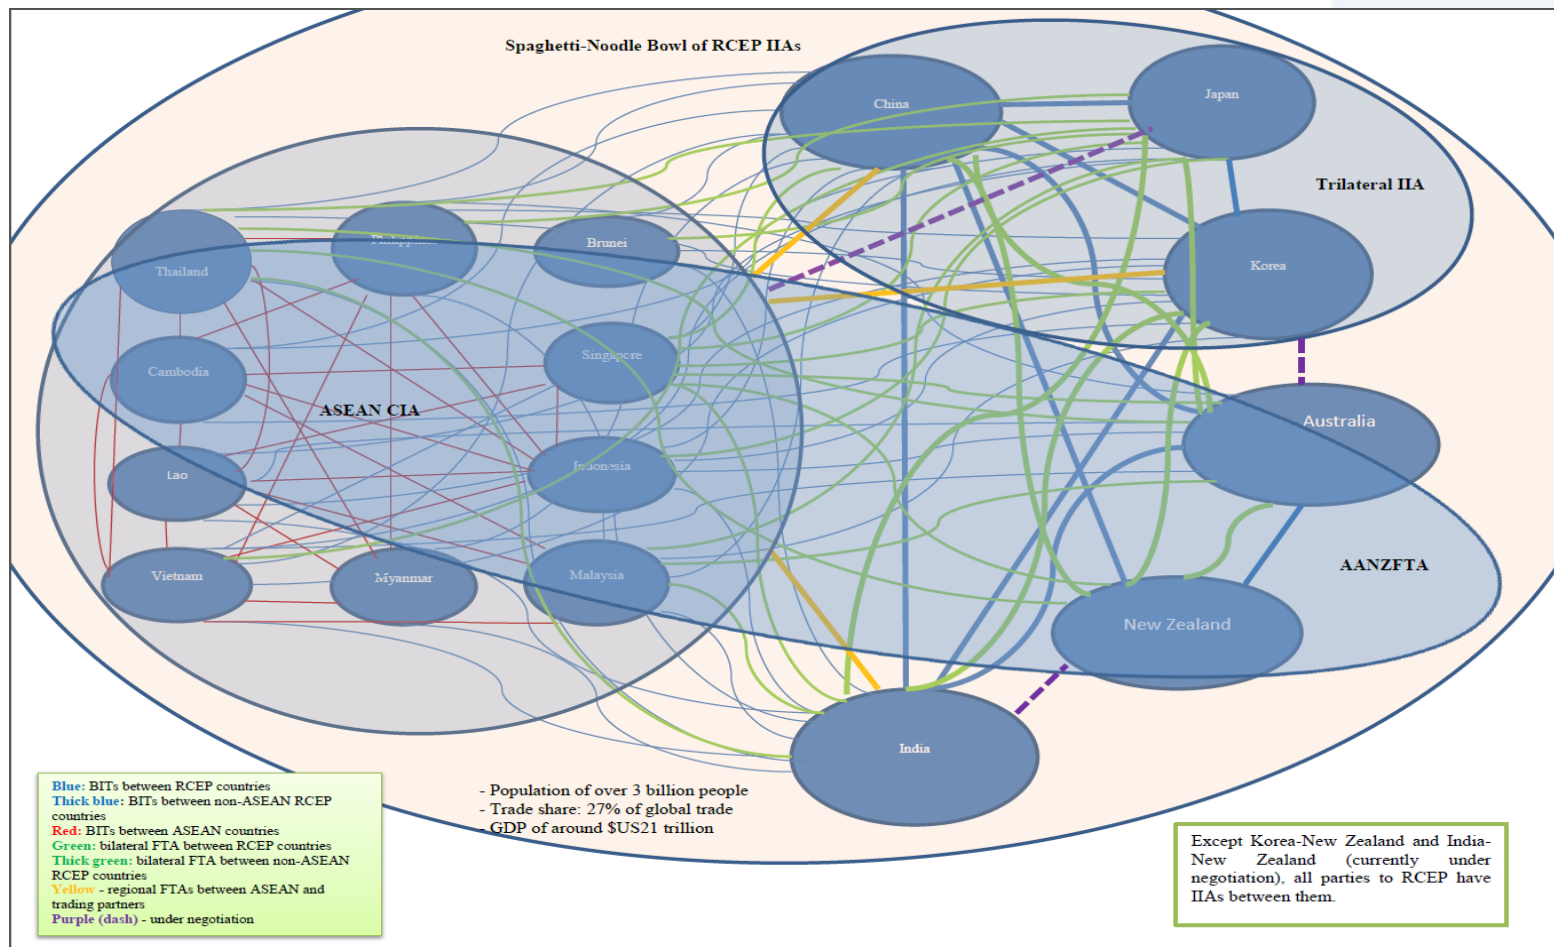 Spaghetti-Noodle Bowl of RCEP IIAs
China
Japan
Trilateral IIA
Korea
Thailand
Philippines
Brunei
Cambodia
Singapore
ASEAN CIA
Lao
Indonesia
Australia
Vietnam
Myanmar
Malaysia
AANZFTA
New Zealand
India
Blue: BITs between RCEP countries
Thick blue: BITs between non-ASEAN RCEP
countries
Red: BITs between ASEAN countries
Green: bilateral FTA between RCEP countries
Thick green: bilateral FTA between non-ASEAN
RCEP countries
Yellow - regional FTAs between ASEAN and
trading partners
Purple (dash) - under negotiation
- Population of over 3 billion people
- Trade share: 27% of global trade
- GDP of around $US21 trillion
Except Korea-New Zealand and India-
New Zealand (currently under
negotiation), all parties to RCEP have
IIAs between them.